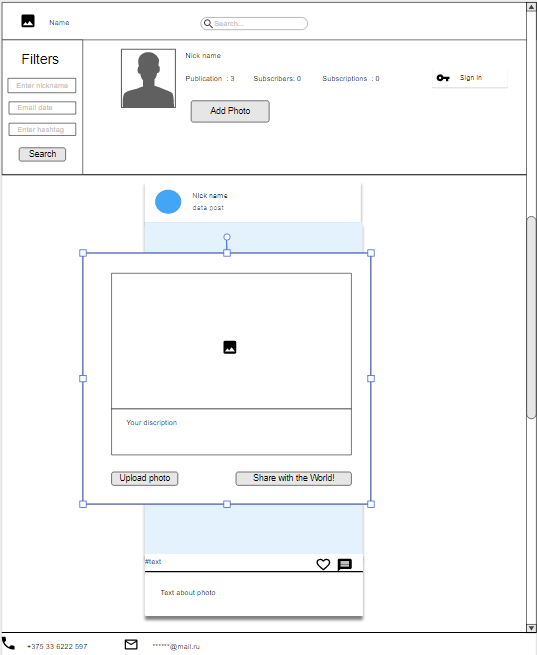 Name
Search...
Filters
Enter nickname
Email date
Enter hashtag
Search
Nick name
Publication : 3 Subscribers: 0 Subscriptions : 0
Sign in
Add Photo
Nick name
data post
Your discription
Upload photo Share with the World!
#text
Text about photo
+375 33 6222 597 ******@mail.ru